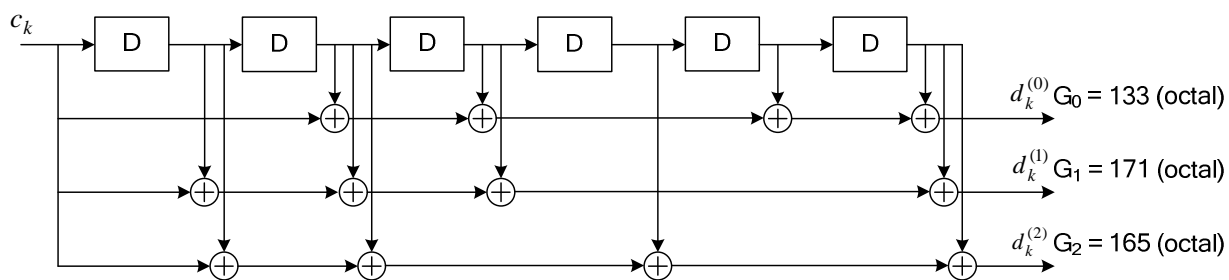 c_k
D D D D D D
d_k^{(0)} G₀ = 133 (octal)
d_k^{(1)} G₁ = 171 (octal)
d_k^{(2)} G₂ = 165 (octal)